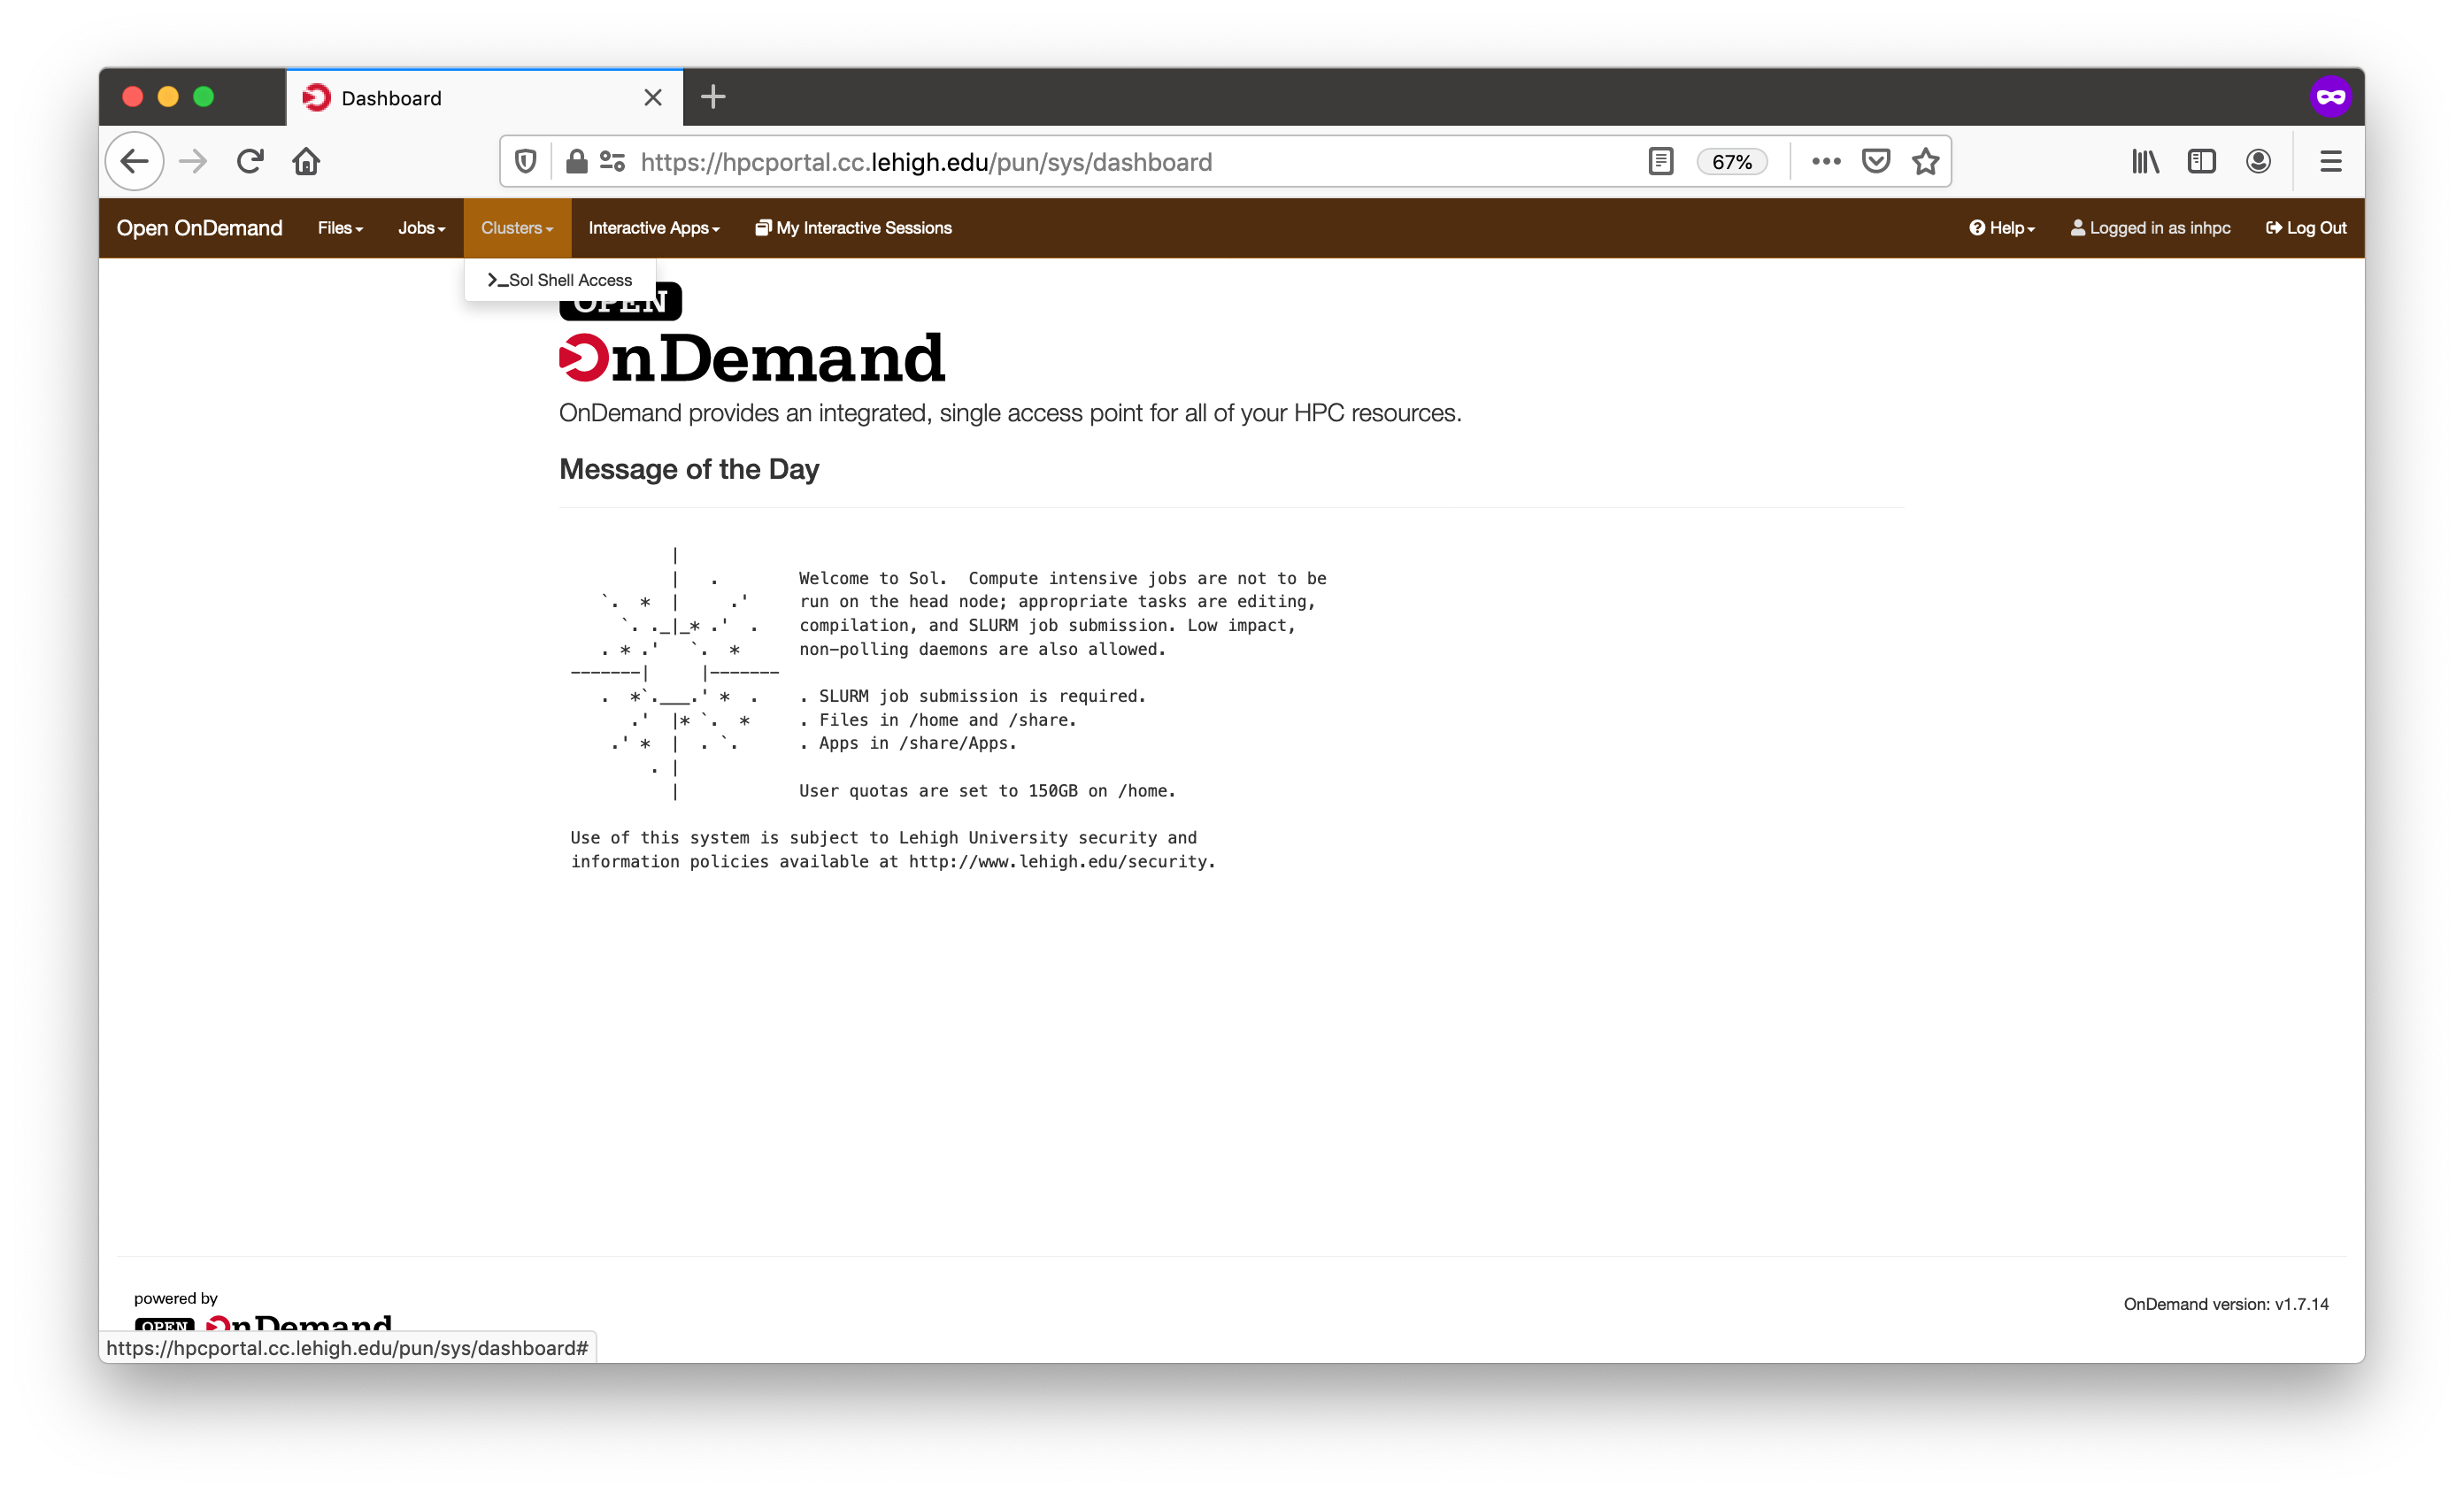 Dashboard
https://hpcportal.cc.lehigh.edu/pun/sys/dashboard
67%
Open OnDemand Files Jobs Clusters Interactive Apps My Interactive Sessions Help Logged in as inhpc Log Out
>_Sol Shell Access
OPEN
OnDemand
OnDemand provides an integrated, single access point for all of your HPC resources.
Message of the Day
Welcome to Sol.  Compute intensive jobs are not to be
run on the head node; appropriate tasks are editing,
compilation, and SLURM job submission. Low impact,
non-polling daemons are also allowed.
. SLURM job submission is required.
. Files in /home and /share.
. Apps in /share/Apps.
User quotas are set to 150GB on /home.
Use of this system is subject to Lehigh University security and
information policies available at http://www.lehigh.edu/security.
powered by
OPEN OnDemand
OnDemand version: v1.7.14
https://hpcportal.cc.lehigh.edu/pun/sys/dashboard#